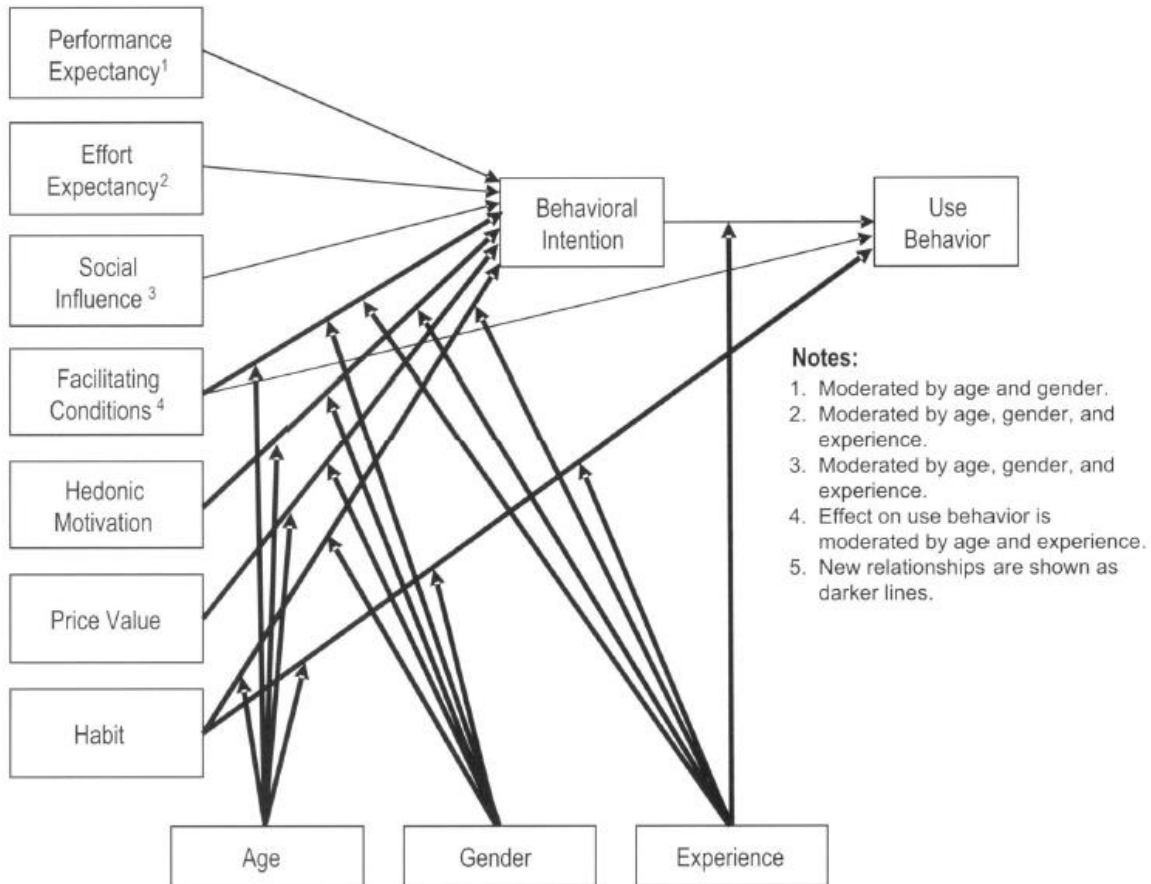 Performance
Expectancy1
Effort
Expectancy2
Social
Influence 3
Facilitating
Conditions 4
Hedonic
Motivation
Price Value
Habit
Behavioral
Intention
Use
Behavior
Notes:
1. Moderated by age and gender.
2. Moderated by age, gender, and
experience.
3. Moderated by age, gender, and
experience.
4. Effect on use behavior is
moderated by age and experience.
5. New relationships are shown as
darker lines.
Age
Gender
Experience